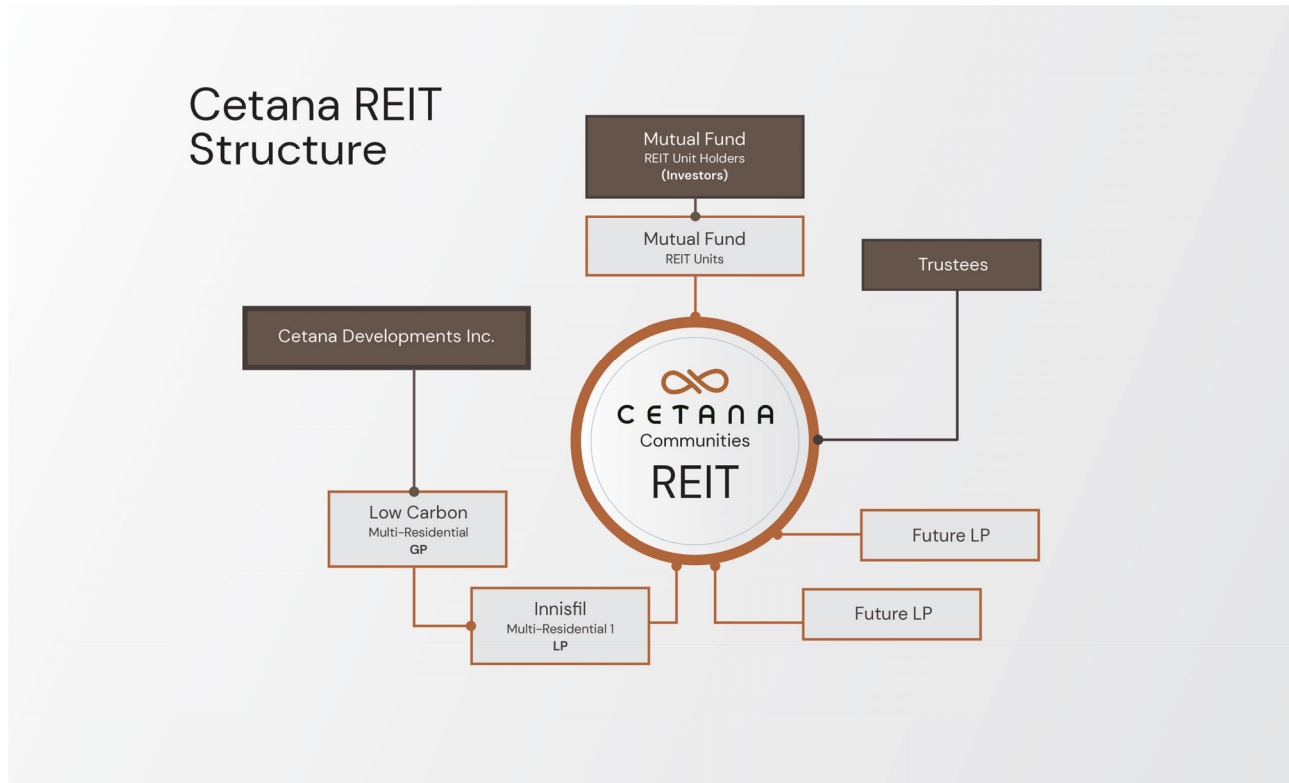 Cetana REIT
Structure
Mutual Fund
REIT Unit Holders
(Investors)
Mutual Fund
REIT Units
Trustees
Cetana Developments Inc.
CETANA
Communities
REIT
Low Carbon
Multi-Residential
GP
Future LP
Innisfil
Multi-Residential 1
LP
Future LP